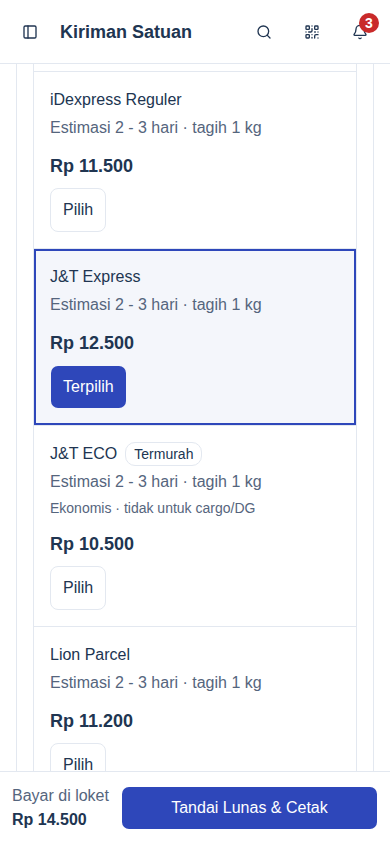 Kiriman Satuan
3
iDexpress Reguler
Estimasi 2 - 3 hari · tagih 1 kg
Rp 11.500
Pilih
J&T Express
Estimasi 2 - 3 hari · tagih 1 kg
Rp 12.500
Terpilih
J&T ECO Termurah
Estimasi 2 - 3 hari · tagih 1 kg
Ekonomis · tidak untuk cargo/DG
Rp 10.500
Pilih
Lion Parcel
Estimasi 2 - 3 hari · tagih 1 kg
Rp 11.200
Pilih
Bayar di loket
Rp 14.500
Tandai Lunas & Cetak